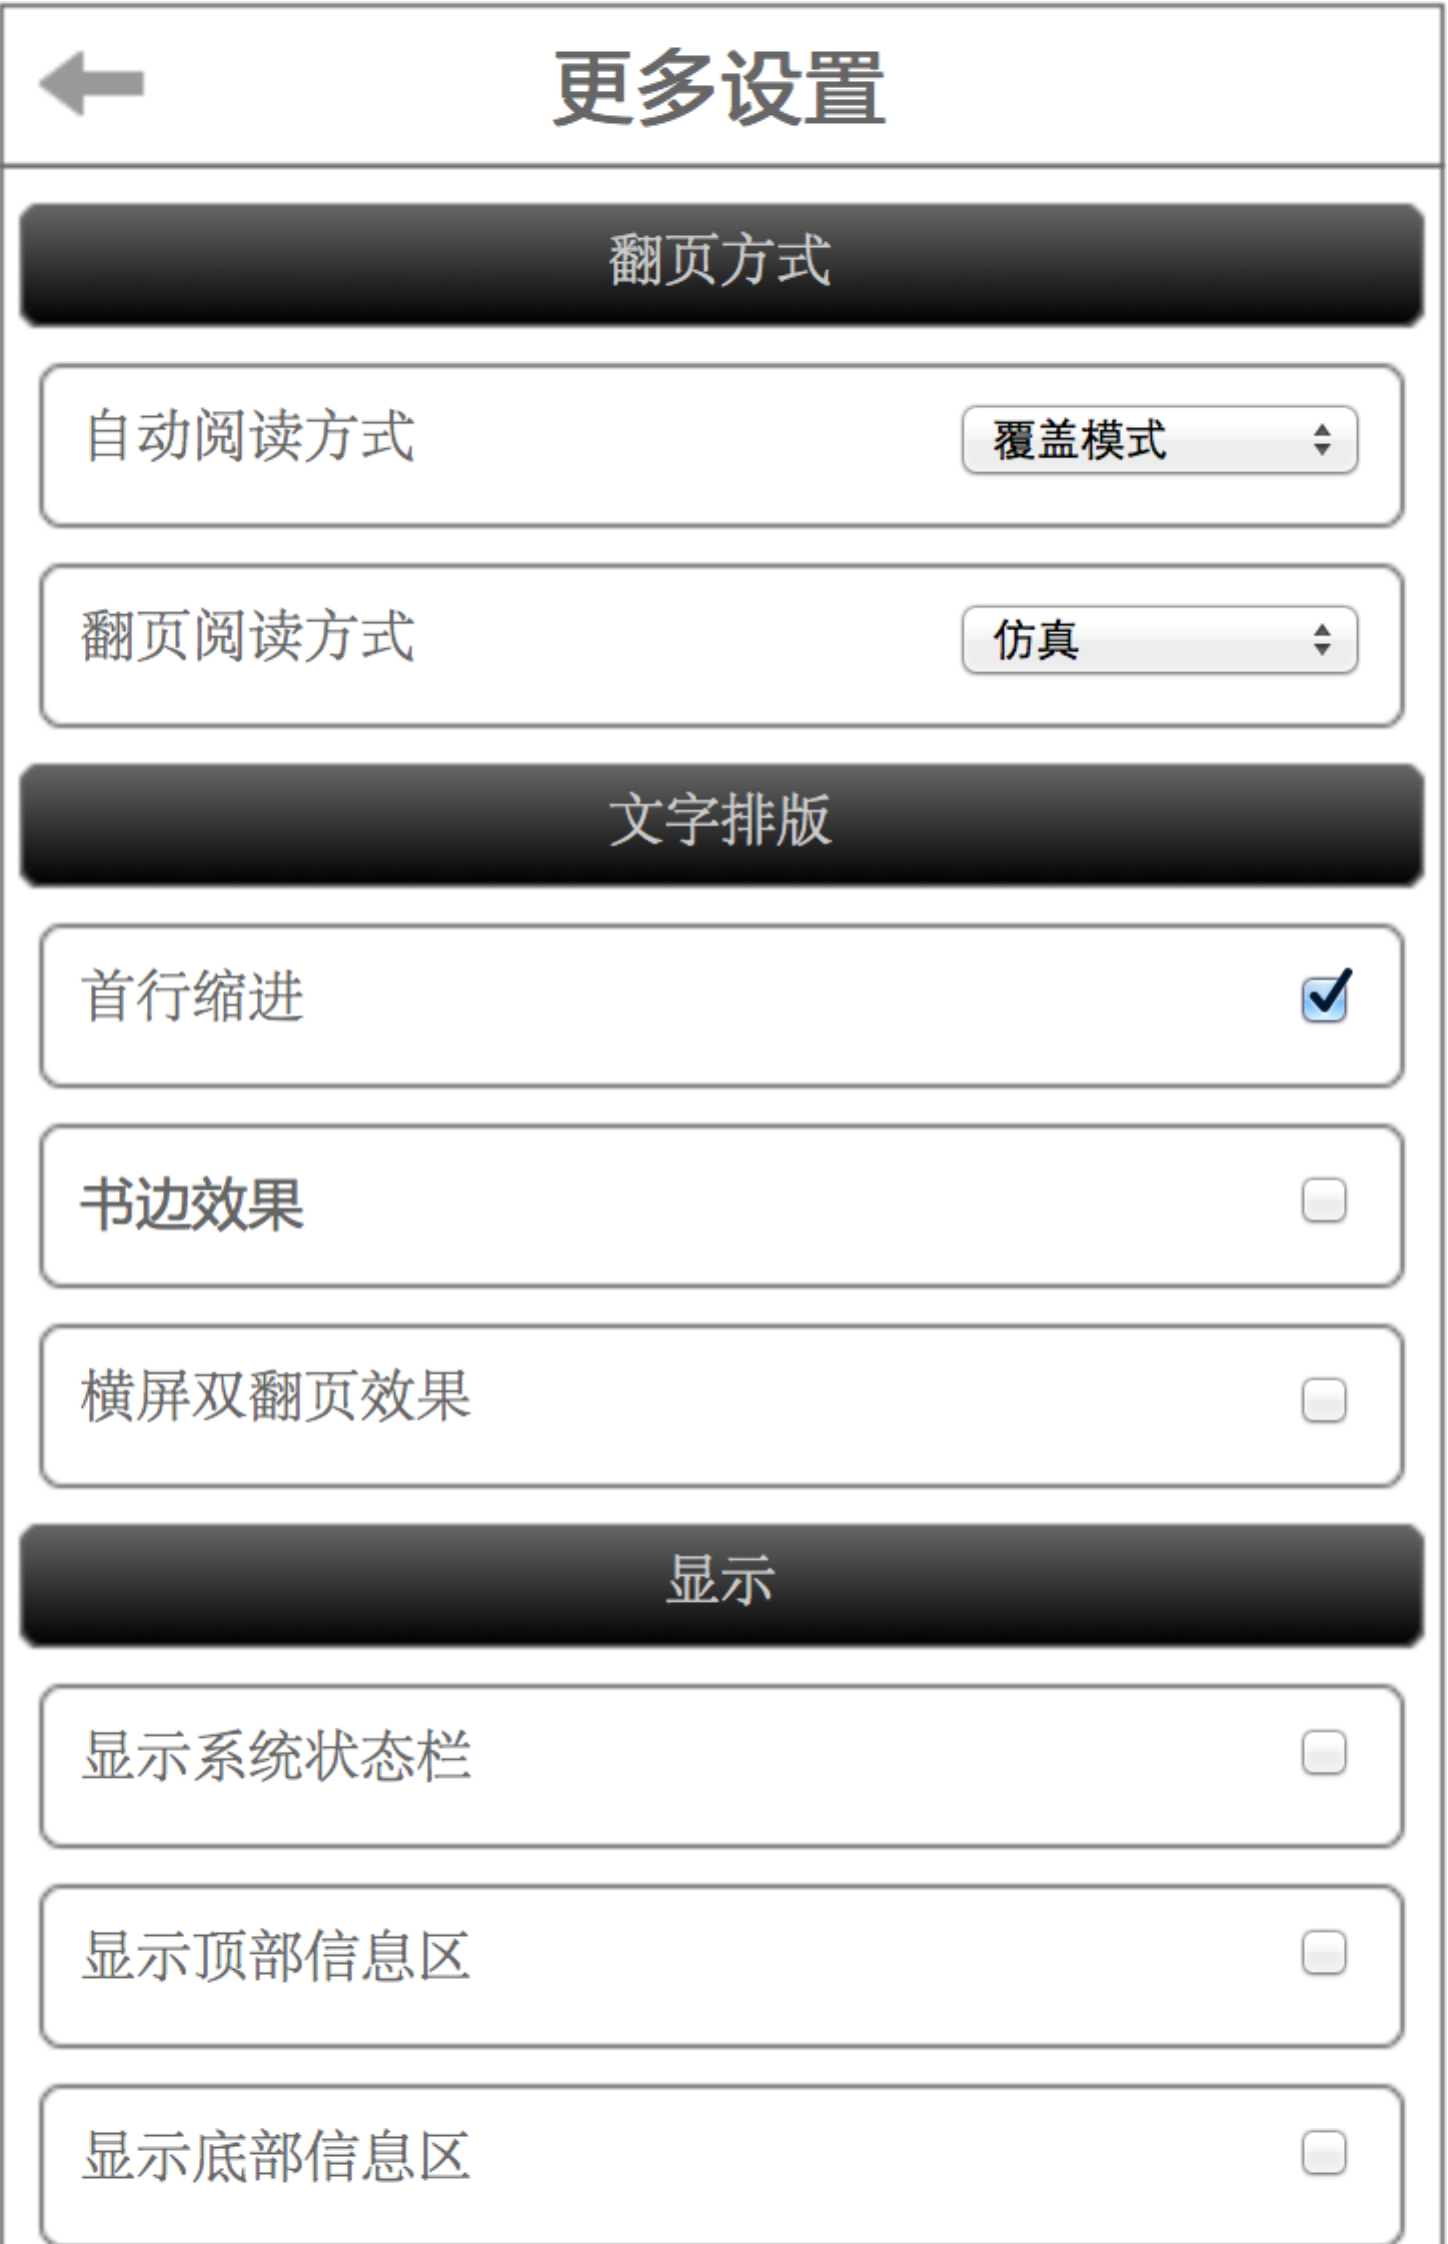 更多设置
翻页方式
自动阅读方式 覆盖模式
翻页阅读方式 仿真
文字排版
首行缩进
书边效果
横屏双翻页效果
显示
显示系统状态栏
显示顶部信息区
显示底部信息区